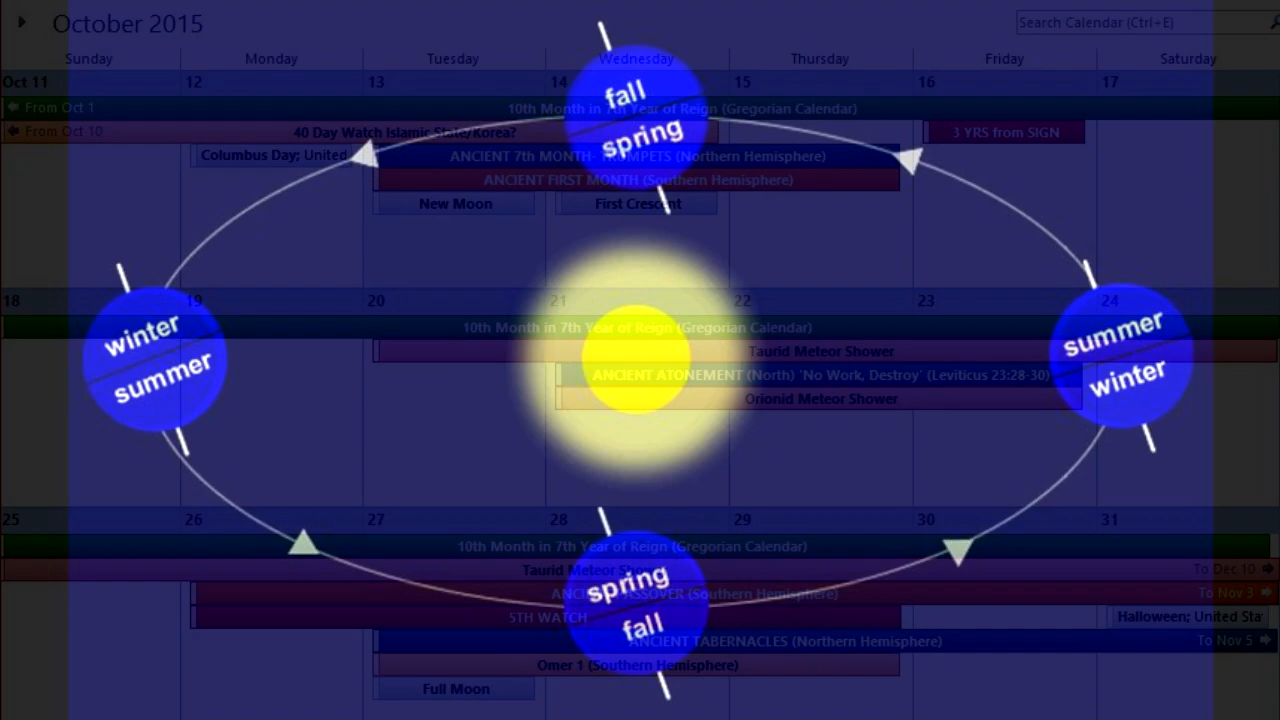 October 2015
Search Calendar (Ctrl+E)
Sunday Monday Tuesday Wednesday Thursday Friday Saturday
Oct 11 12 13 14 15 16 17
From Oct 1
10th Month in 7th Year of Reign (Gregorian Calendar)
From Oct 10
40 Day Watch Islamic State/Korea?
3 YRS from SIGN
Columbus Day; United
ANCIENT 7th MONTH- TRUMPETS (Northern Hemisphere)
ANCIENT FIRST MONTH (Southern Hemisphere)
New Moon
First Crescent
fall
spring
18 19 20 21 22 23 24
10th Month in 7th Year of Reign (Gregorian Calendar)
Taurid Meteor Shower
ANCIENT ATONEMENT (North) 'No Work, Destroy' (Leviticus 23:28-30)
Orionid Meteor Shower
winter
summer
summer
winter
25 26 27 28 29 30 31
10th Month in 7th Year of Reign (Gregorian Calendar)
Taurid Meteor Shower
To Dec 10
ANCIENT PASSOVER (Southern Hemisphere)
To Nov 3
5TH WATCH
Halloween; United Sta
ANCIENT TABERNACLES (Northern Hemisphere)
To Nov 5
Omer 1 (Southern Hemisphere)
Full Moon
spring
fall